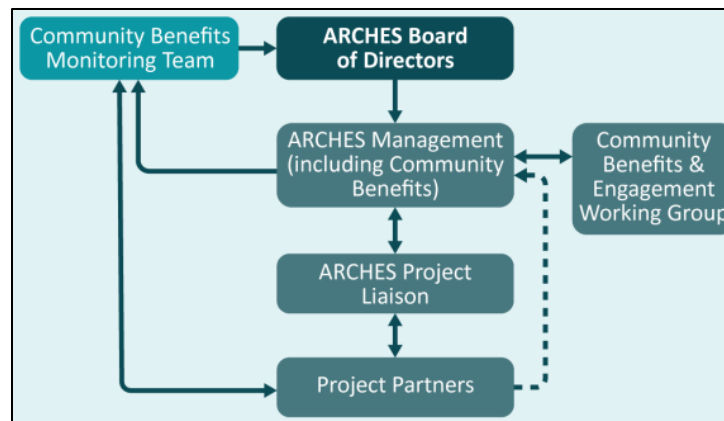 Community Benefits
Monitoring Team
ARCHES Board
of Directors
ARCHES Management
(including Community
Benefits)
Community
Benefits &
Engagement
Working Group
ARCHES Project
Liaison
Project Partners